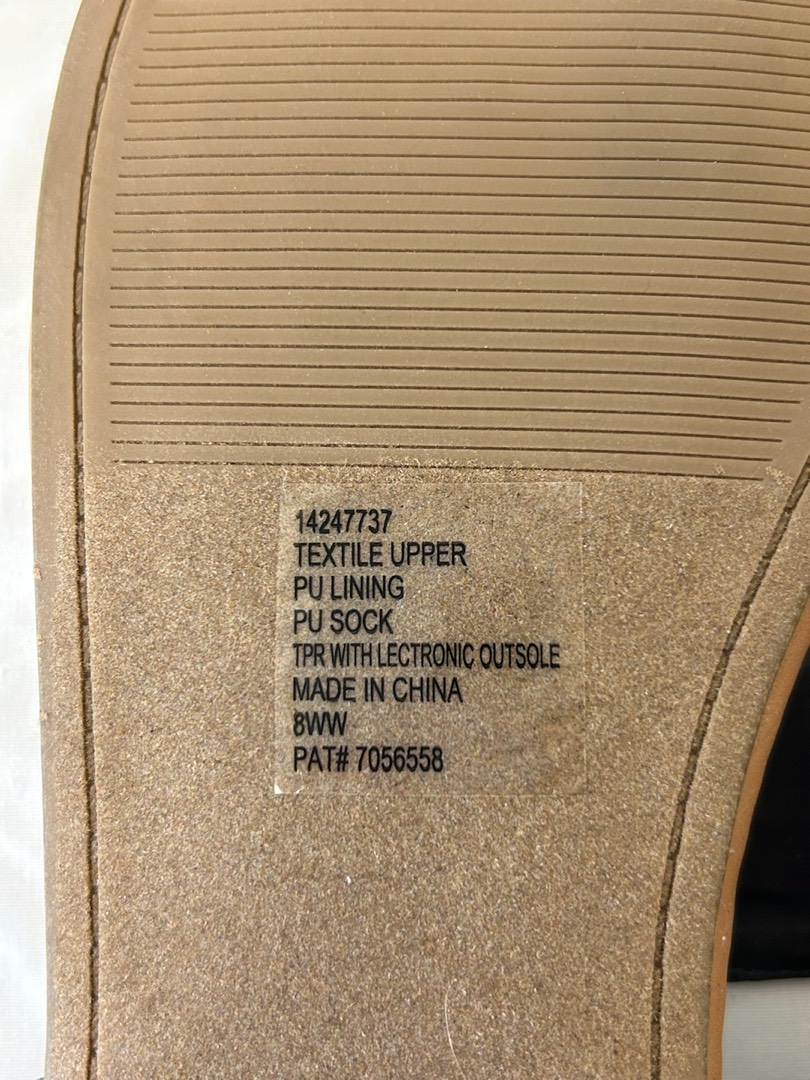 14247737
TEXTILE UPPER
PU LINING
PU SOCK
TPR WITH LECTRONIC OUTSOLE
MADE IN CHINA
8WW
PAT# 7056558